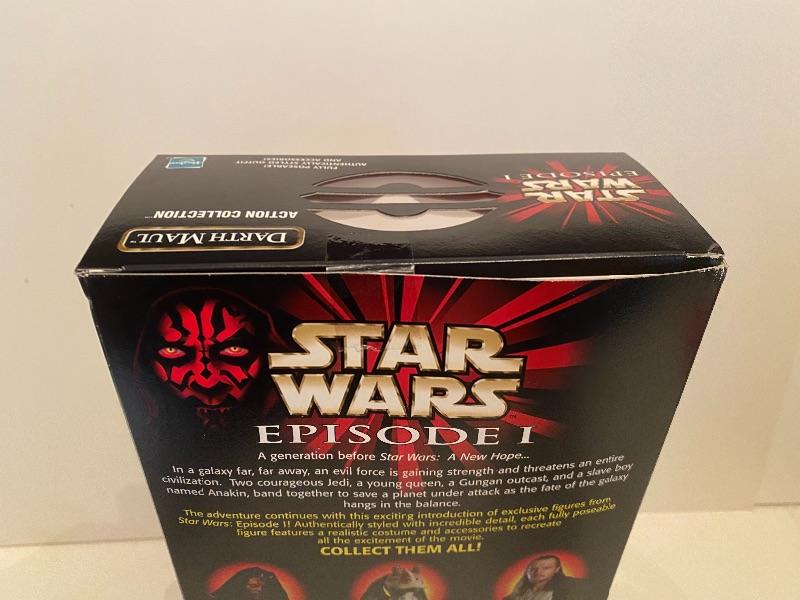 Hasbro
FULLY POSEABLE!
AUTHENTICALLY STYLED OUTFIT
AND ACCESSORIES!
ACTION COLLECTION™
DARTH MAUL™
STAR
WARS
EPISODE I
STAR
WARS™
EPISODE I
A generation before Star Wars: A New Hope...
In a galaxy far, far away, an evil force is gaining strength and threatens an entire
civilization. Two courageous Jedi, a young queen, a Gungan outcast, and a slave boy
named Anakin, band together to save a planet under attack as the fate of the galaxy
hangs in the balance.
The adventure continues with this exciting introduction of exclusive figures from
Star Wars: Episode I! Authentically styled with incredible detail, each fully poseable
figure features a realistic costume and accessories to recreate
all the excitement of the movie.
COLLECT THEM ALL!